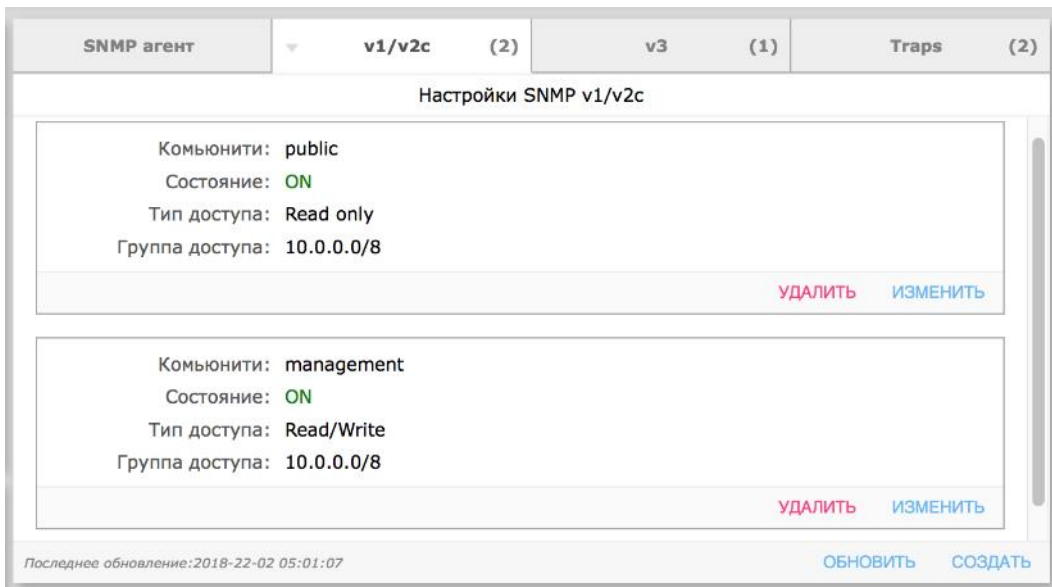 SNMP агент v1/v2c (2) v3 (1) Traps (2)
Настройки SNMP v1/v2c
Комьюнити: public
Состояние: ON
Тип доступа: Read only
Группа доступа: 10.0.0.0/8
УДАЛИТЬ ИЗМЕНИТЬ
Комьюнити: management
Состояние: ON
Тип доступа: Read/Write
Группа доступа: 10.0.0.0/8
УДАЛИТЬ ИЗМЕНИТЬ
Последнее обновление:2018-22-02 05:01:07 ОБНОВИТЬ СОЗДАТЬ